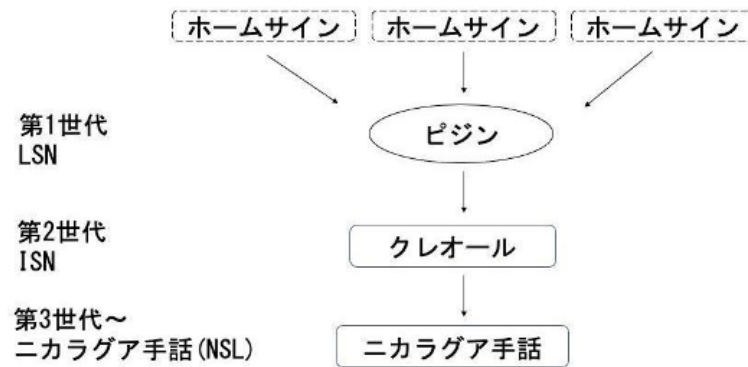 ホームサイン ホームサイン ホームサイン
第1世代
LSN
ピジン
第2世代
ISN
クレオール
第3世代～
ニカラグア手話(NSL)
ニカラグア手話